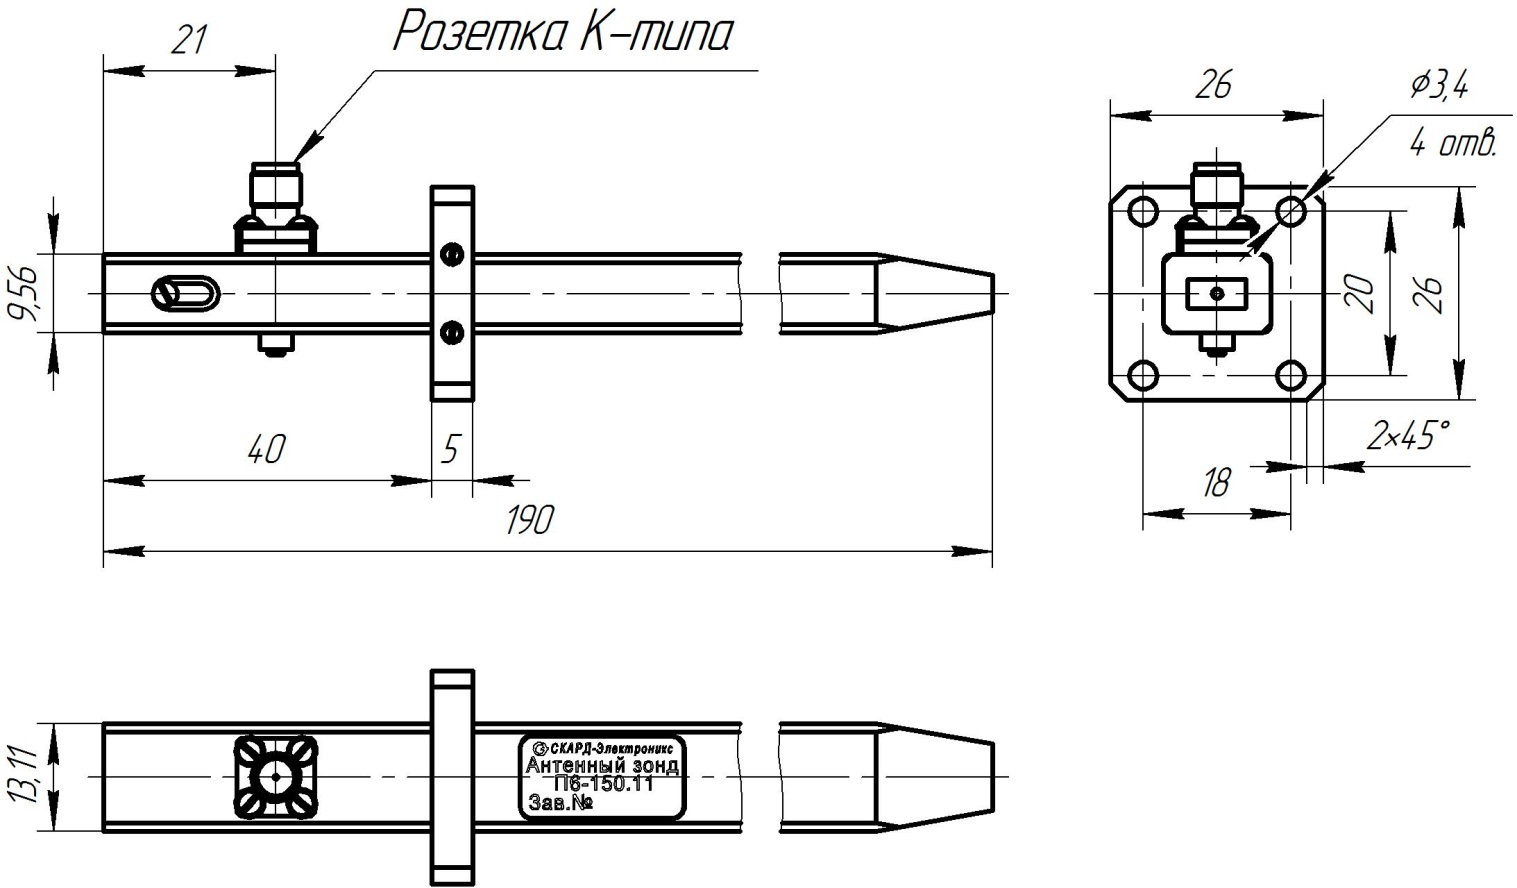 21
Розетка К-типа
26
φ3,4
4 отв.
9,56
20
26
40
5
2×45°
18
190
13,11
СКАРД-Электроникс
Антенный зонд
П6-150.11
Зав.№